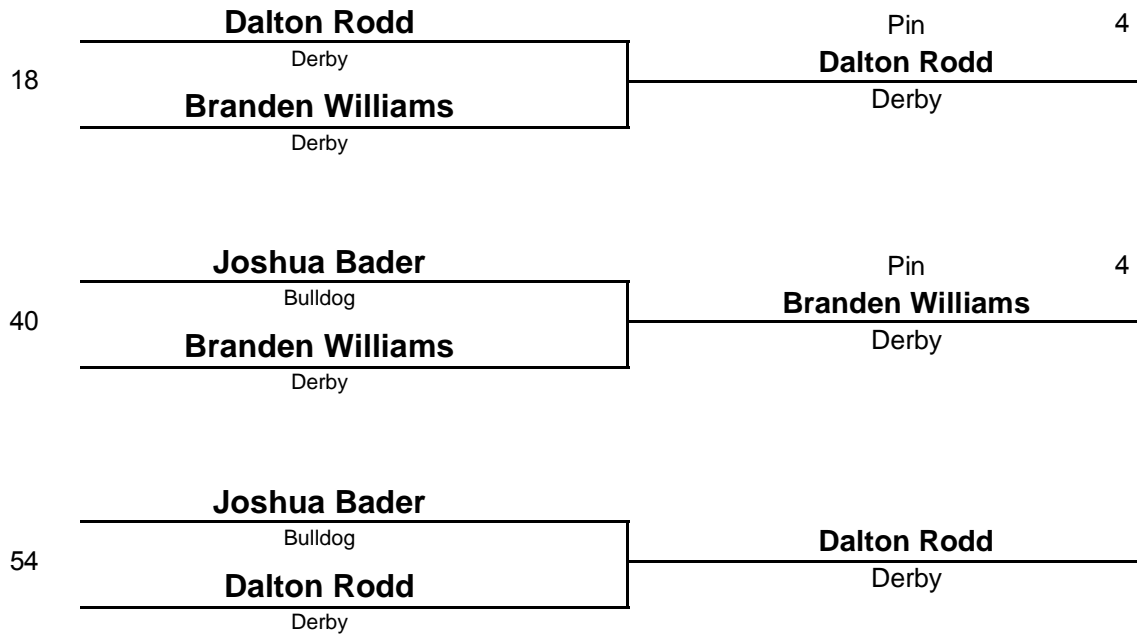 Dalton Rodd Pin 4
Derby Dalton Rodd
18
Branden Williams Derby
Derby
Joshua Bader Pin 4
Bulldog Branden Williams
40
Branden Williams Derby
Derby
Joshua Bader
Bulldog Dalton Rodd
54
Dalton Rodd Derby
Derby